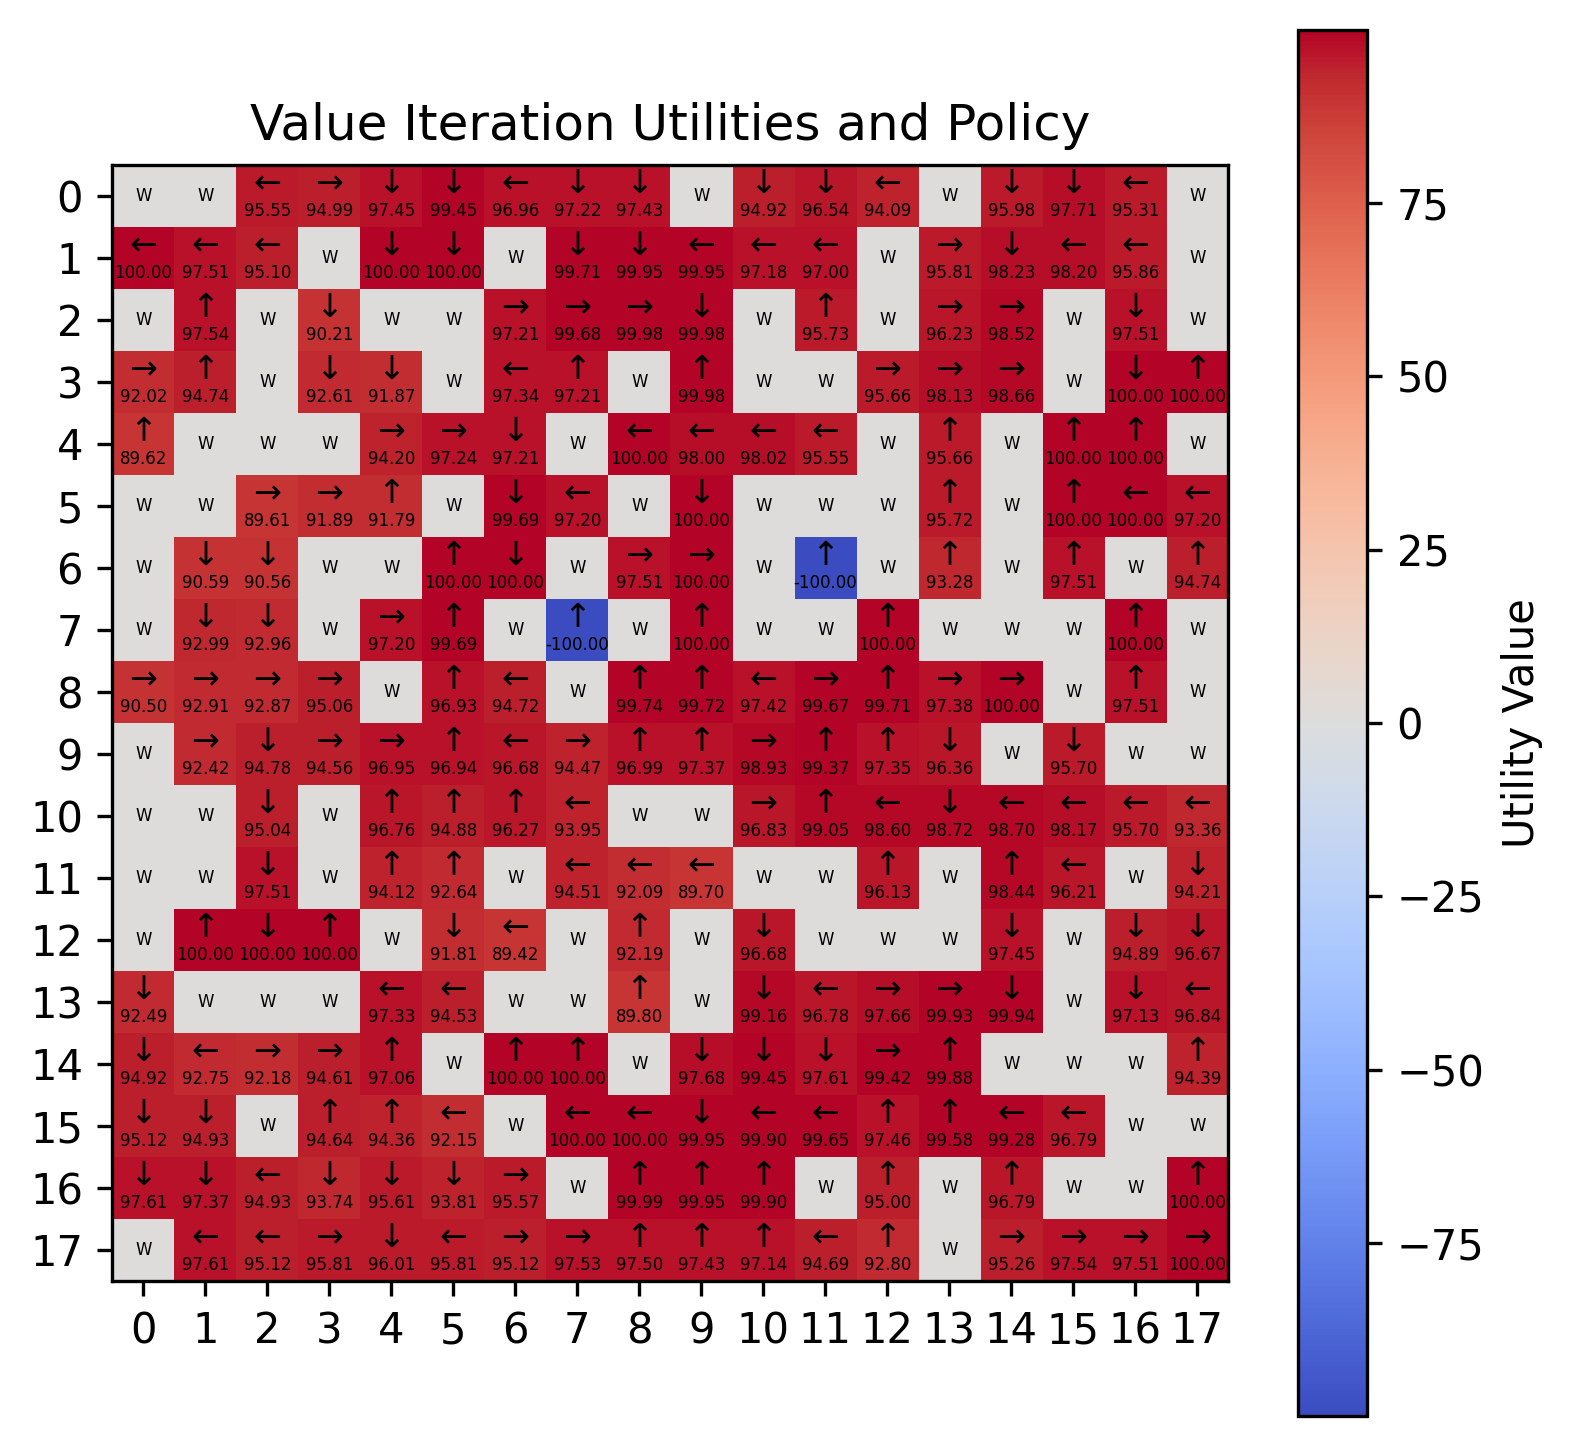 Value Iteration Utilities and Policy
0 W W ← → ↓ ↓ ← ↓ ↓ W ↓ ↓ ← W ↓ ↓ ← W
95.55 94.99 97.45 99.45 96.96 97.22 97.43 94.92 96.54 94.09 95.98 97.71 95.31
1 ← ← ← W ↓ ↓ W ↓ ↓ ← ← ← W → ↓ ← ← W
100.00 97.51 95.10 100.00 100.00 99.71 99.95 99.95 97.18 97.00 95.81 98.23 98.20 95.86
2 W ↑ W ↓ W W → → → ↓ W ↑ W → → W ↓ W
97.54 90.21 97.21 99.68 99.98 99.98 95.73 96.23 98.52 97.51
3 → ↑ W ↓ ↓ W ← ↑ W ↑ W W → → → W ↓ ↑
92.02 94.74 92.61 91.87 97.34 97.21 99.98 95.66 98.13 98.66 100.00 100.00
4 ↑ W W W → → ↓ W ← ← ← ← W ↑ W ↑ ↑ W
89.62 94.20 97.24 97.21 100.00 98.00 98.02 95.55 95.66 100.00 100.00
5 W W → → ↑ W ↓ ← W ↓ W W W ↑ W ↑ ← ←
89.61 91.89 91.79 99.69 97.20 100.00 95.72 100.00 100.00 97.20
6 W ↓ ↓ W W ↑ ↓ W → → W ↑ W ↑ W ↑ W ↑
90.59 90.56 100.00 100.00 97.51 100.00 -100.00 93.28 97.51 94.74
7 W ↓ ↓ W → ↑ W ↑ W ↑ W W ↑ W W W ↑ W
92.99 92.96 97.20 99.69 -100.00 100.00 100.00 100.00
8 → → → → W ↑ ← W ↑ ↑ ← → ↑ → → W ↑ W
90.50 92.91 92.87 95.06 96.93 94.72 99.74 99.72 97.42 99.67 99.71 97.38 100.00 97.51
9 W → ↓ → → ↑ ← → ↑ ↑ → ↑ ↑ ↓ W ↓ W W
92.42 94.78 94.56 96.95 96.94 96.68 94.47 96.99 97.37 98.93 99.37 97.35 96.36 95.70
10 W W ↓ W ↑ ↑ ↑ ← W W → ↑ ← ↓ ← ← ← ←
95.04 96.76 94.88 96.27 93.95 96.83 99.05 98.60 98.72 98.70 98.17 95.70 93.36
11 W W ↓ W ↑ ↑ W ← ← ← W W ↑ W ↑ ← W ↓
97.51 94.12 92.64 94.51 92.09 89.70 96.13 98.44 96.21 94.21
12 W ↑ ↓ ↑ W ↓ ← W ↑ W ↓ W W W ↓ W ↓ ↓
100.00 100.00 100.00 91.81 89.42 92.19 96.68 97.45 94.89 96.67
13 ↓ W W W ← ← W W ↑ W ↓ ← → → ↓ W ↓ ←
92.49 97.33 94.53 89.80 99.16 96.78 97.66 99.93 99.94 97.13 96.84
14 ↓ ← → → ↑ W ↑ ↑ W ↓ ↓ ↓ → ↑ W W W ↑
94.92 92.75 92.18 94.61 97.06 100.00 100.00 97.68 99.45 97.61 99.42 99.88 94.39
15 ↓ ↓ W ↑ ↑ ← W ← ← ↓ ← ← ↑ ↑ ← ← W W
95.12 94.93 94.64 94.36 92.15 100.00 100.00 99.95 99.90 99.65 97.46 99.58 99.28 96.79
16 ↓ ↓ ← ↓ ↓ ↓ → W ↑ ↑ ↑ W ↑ W ↑ W W ↑
97.61 97.37 94.93 93.74 95.61 93.81 95.57 99.99 99.95 99.90 95.00 96.79 100.00
17 W ← ← → ↓ ← → → ↑ ↑ ↑ ← ↑ W → → → →
97.61 95.12 95.81 96.01 95.81 95.12 97.53 97.50 97.43 97.14 94.69 92.80 95.26 97.54 97.51 100.00
0 1 2 3 4 5 6 7 8 9 10 11 12 13 14 15 16 17
75
50
25
0
−25
−50
−75
Utility Value